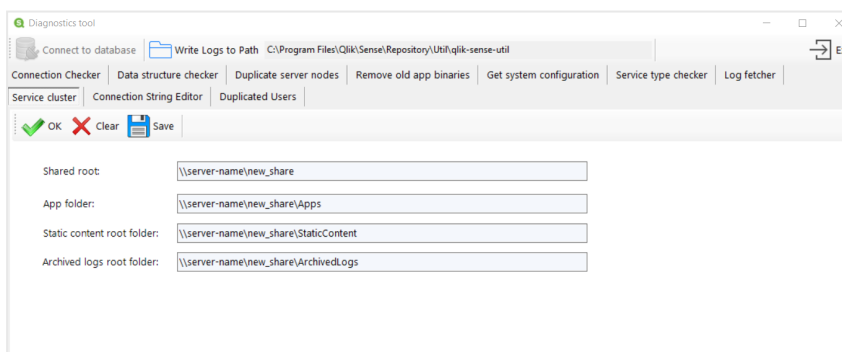 Diagnostics tool
Connect to database Write Logs to Path C:\Program Files\Qlik\Sense\Repository\Util\qlik-sense-util
Connection Checker Data structure checker Duplicate server nodes Remove old app binaries Get system configuration Service type checker Log fetcher
Service cluster Connection String Editor Duplicated Users
OK Clear Save
Shared root: \\server-name\new_share
App folder: \\server-name\new_share\Apps
Static content root folder: \\server-name\new_share\StaticContent
Archived logs root folder: \\server-name\new_share\ArchivedLogs